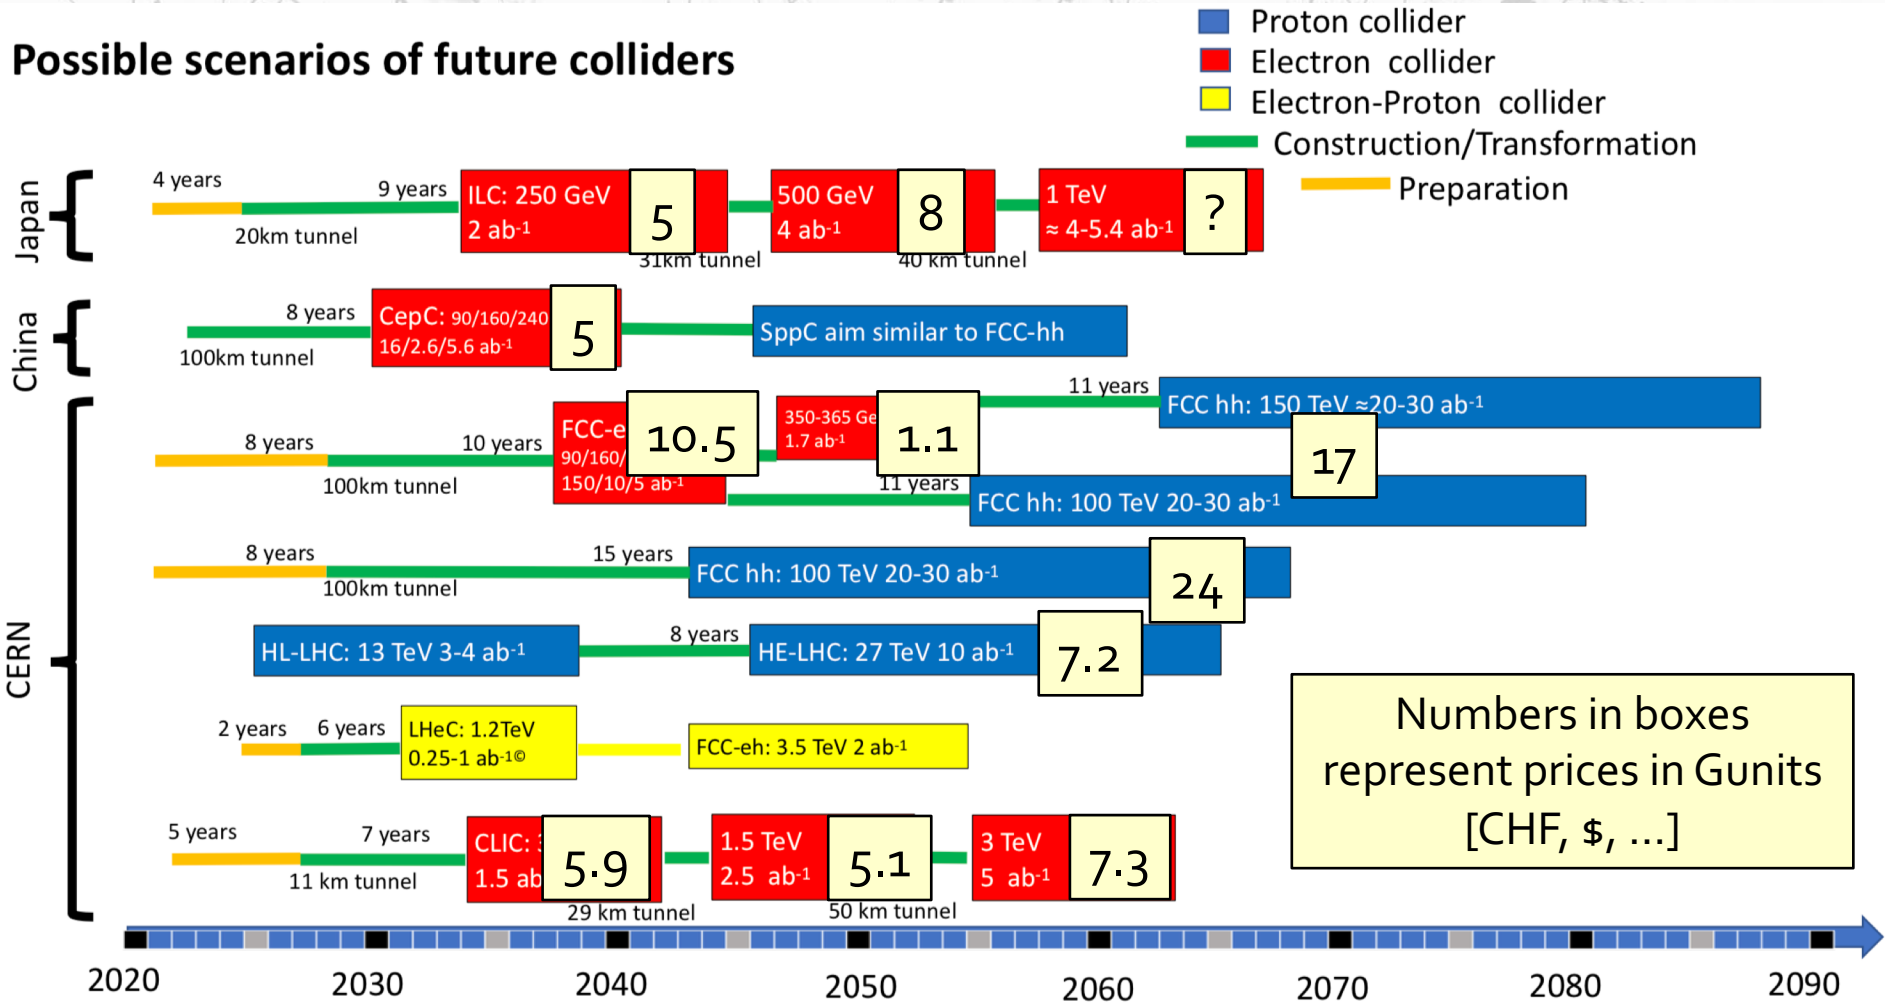 Possible scenarios of future colliders
Proton collider
Electron collider
Electron-Proton collider
Construction/Transformation
Preparation
Japan
4 years
9 years
20km tunnel
ILC: 250 GeV
2 ab-1
5
31km tunnel
500 GeV
4 ab-1
8
40 km tunnel
1 TeV
≈ 4-5.4 ab-1
?
China
8 years
100km tunnel
CepC: 90/160/240
16/2.6/5.6 ab-1
5
SppC aim similar to FCC-hh
CERN
8 years
10 years
100km tunnel
FCC-e
90/160/
150/10/5 ab-1
10.5
350-365 Ge
1.7 ab-1
1.1
11 years
FCC hh: 150 TeV ≈20-30 ab-1
17
11 years
FCC hh: 100 TeV 20-30 ab-1
8 years
15 years
100km tunnel
FCC hh: 100 TeV 20-30 ab-1
24
HL-LHC: 13 TeV 3-4 ab-1
8 years
HE-LHC: 27 TeV 10 ab-1
7.2
2 years
6 years
LHeC: 1.2TeV
0.25-1 ab-1©
FCC-eh: 3.5 TeV 2 ab-1
5 years
7 years
11 km tunnel
CLIC:
1.5 ab
5.9
29 km tunnel
1.5 TeV
2.5 ab-1
5.1
50 km tunnel
3 TeV
5 ab-1
7.3
Numbers in boxes
represent prices in Gunits
[CHF, $, ...]
2020
2030
2040
2050
2060
2070
2080
2090